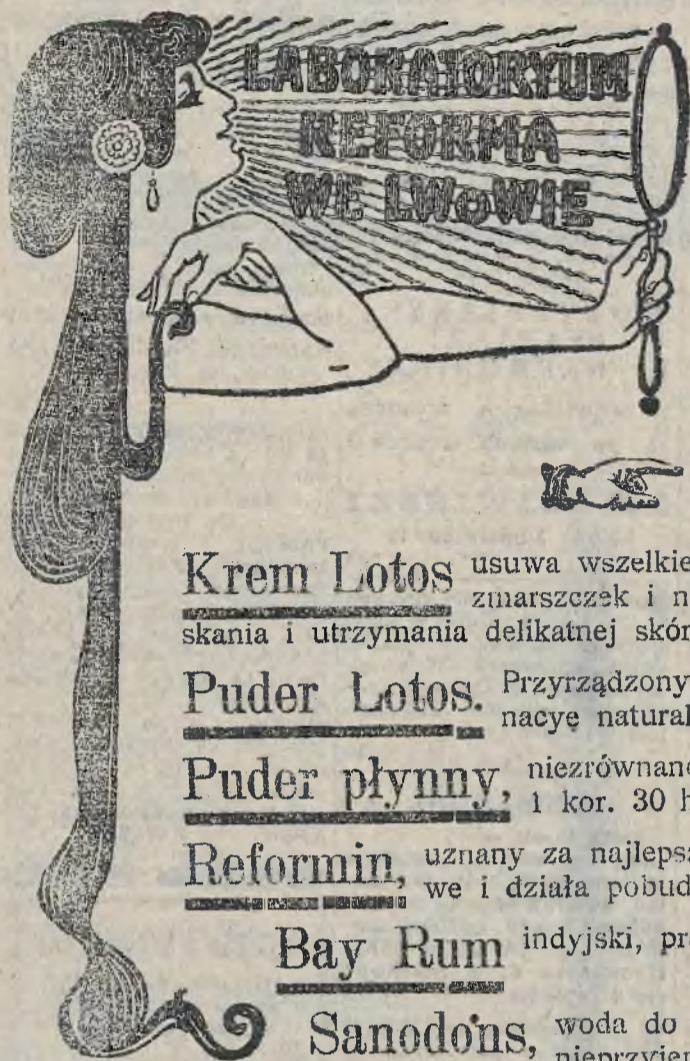 LABORATORYUM
REFORMA
WE LWoWIE
Krem Lotos usuwa wszelkie
zmarszczek i n
skania i utrzymania delikatnej skór
Puder Lotos. Przyrządzony
nacyę natural
Puder płynny, niezrównane
1 kor. 30 h
Reformin, uznany za najlepsz
we i działa pobud
Bay Rum indyjski, pra
Sanodons, woda do
nieprzyjem